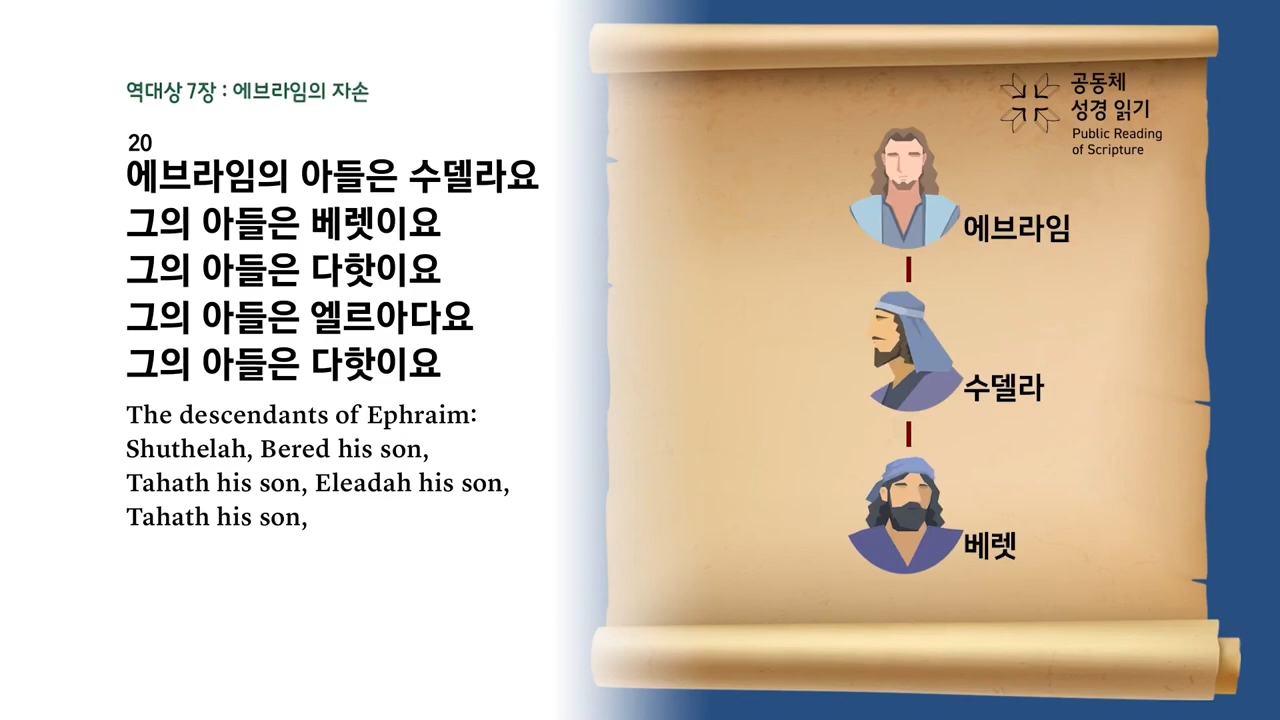 역대상 7장 : 에브라임의 자손
20
에브라임의 아들은 수델라요
그의 아들은 베렛이요
그의 아들은 다핫이요
그의 아들은 엘르아다요
그의 아들은 다핫이요
The descendants of Ephraim:
Shuthelah, Bered his son,
Tahath his son, Eleadah his son,
Tahath his son,
공동체
성경 읽기
Public Reading
of Scripture
에브라임
수델라
베렛